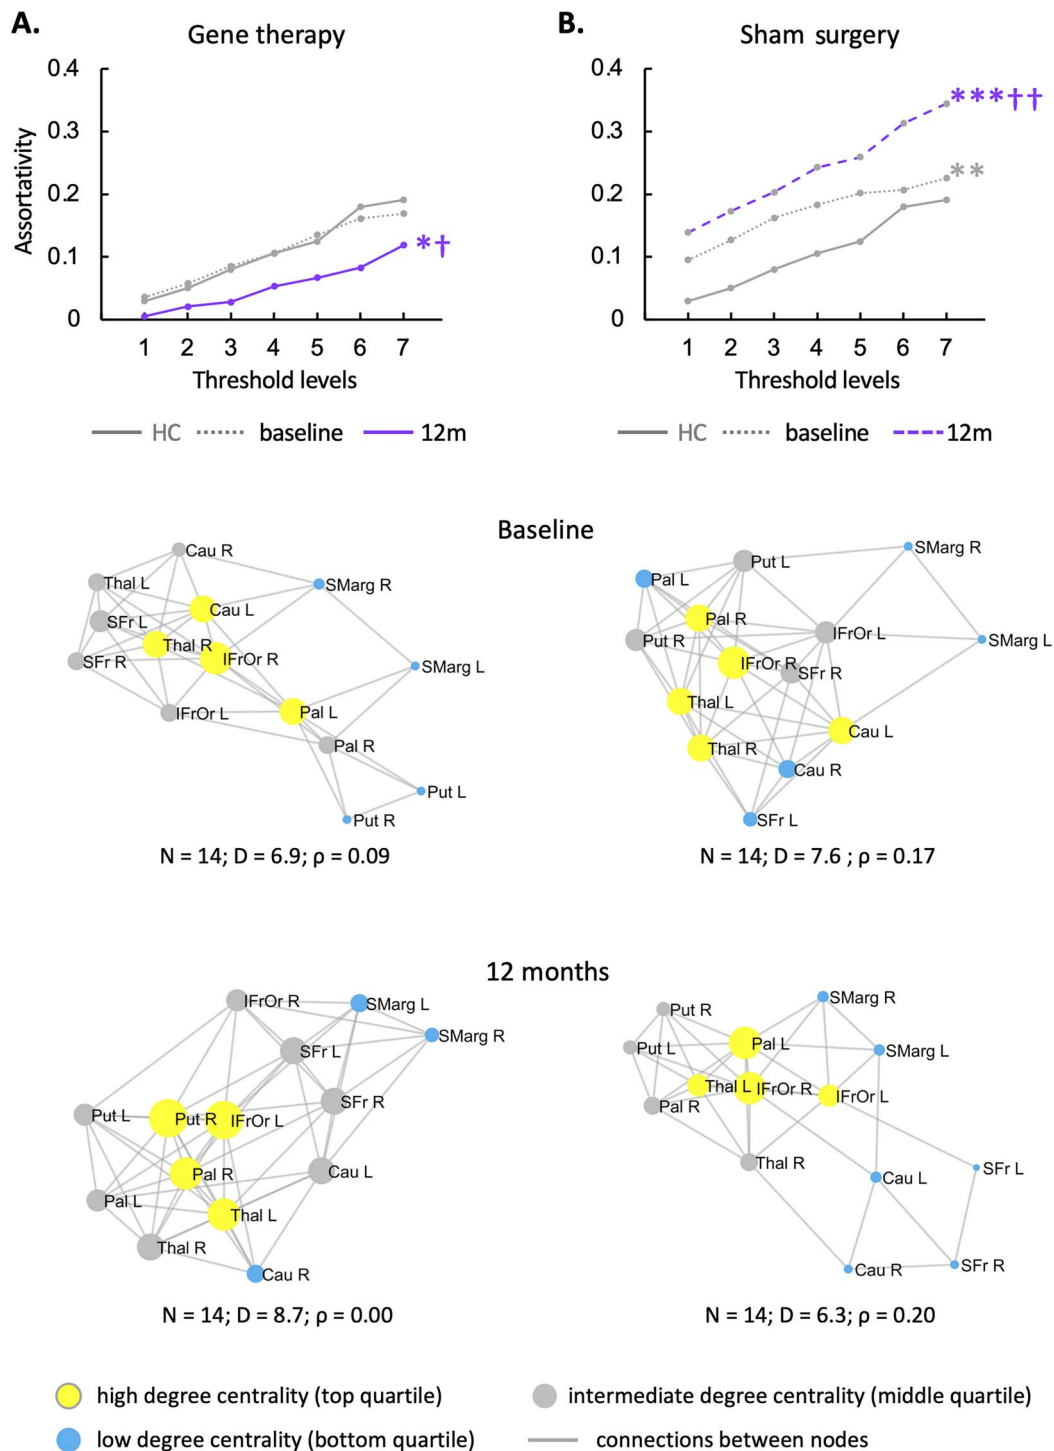 A.
Gene therapy
Assortativity
0.4
0.3
0.2
0.1
0
*†
1 2 3 4 5 6 7
Threshold levels
HC baseline 12m
B.
Sham surgery
0.4
0.3
0.2
0.1
0
***††
**
1 2 3 4 5 6 7
Threshold levels
HC baseline 12m
Baseline
Cau R
Thal L
SMarg R
Cau L
SFr L
Thal R
IFrOr R
SFr R
SMarg L
IFrOr L
Pal L
Pal R
Put L
Put R
N = 14; D = 6.9; ρ = 0.09
SMarg R
Put L
Pal L
Pal R
IFrOr L
Put R
SMarg L
IFrOr R
SFr R
Thal L
Cau L
Thal R
Cau R
SFr L
N = 14; D = 7.6 ; ρ = 0.17
12 months
IFrOr R
SMarg L
SMarg R
SFr L
SFr R
Put L
Put R
IFrOr L
Pal R
Cau L
Pal L
Thal L
Thal R
Cau R
N = 14; D = 8.7; ρ = 0.00
SMarg R
Put R
Pal L
Put L
SMarg L
Thal L
IFrOr R
IFrOr L
Pal R
Thal R
SFr L
Cau L
SFr R
Cau R
N = 14; D = 6.3; ρ = 0.20
high degree centrality (top quartile)
intermediate degree centrality (middle quartile)
low degree centrality (bottom quartile)
connections between nodes